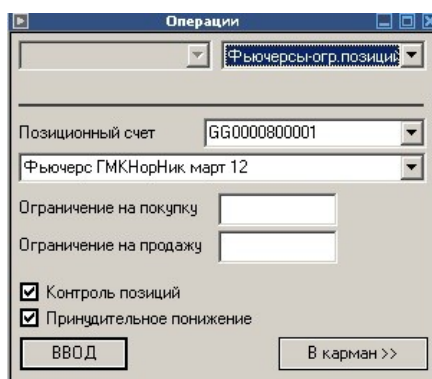 Операции
Фьючерсы-огр.позиций
Позиционный счет GG0000800001
Фьючерс ГМКНорНик март 12
Ограничение на покупку
Ограничение на продажу
Контроль позиций
Принудительное понижение
ВВОД В карман >>